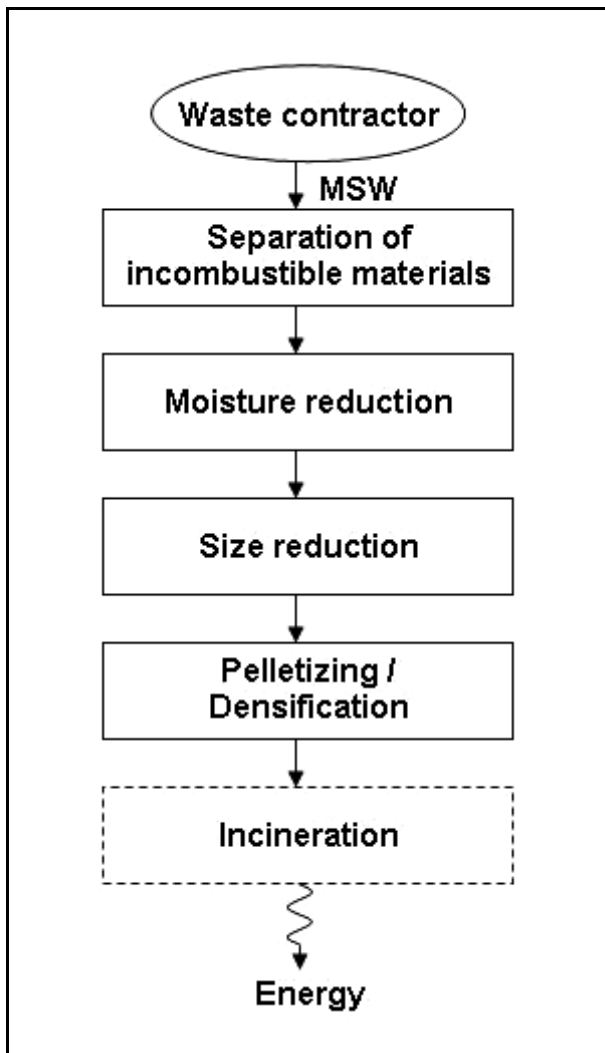 Waste contractor
MSW
Separation of
incombustible materials
Moisture reduction
Size reduction
Pelletizing /
Densification
Incineration
Energy